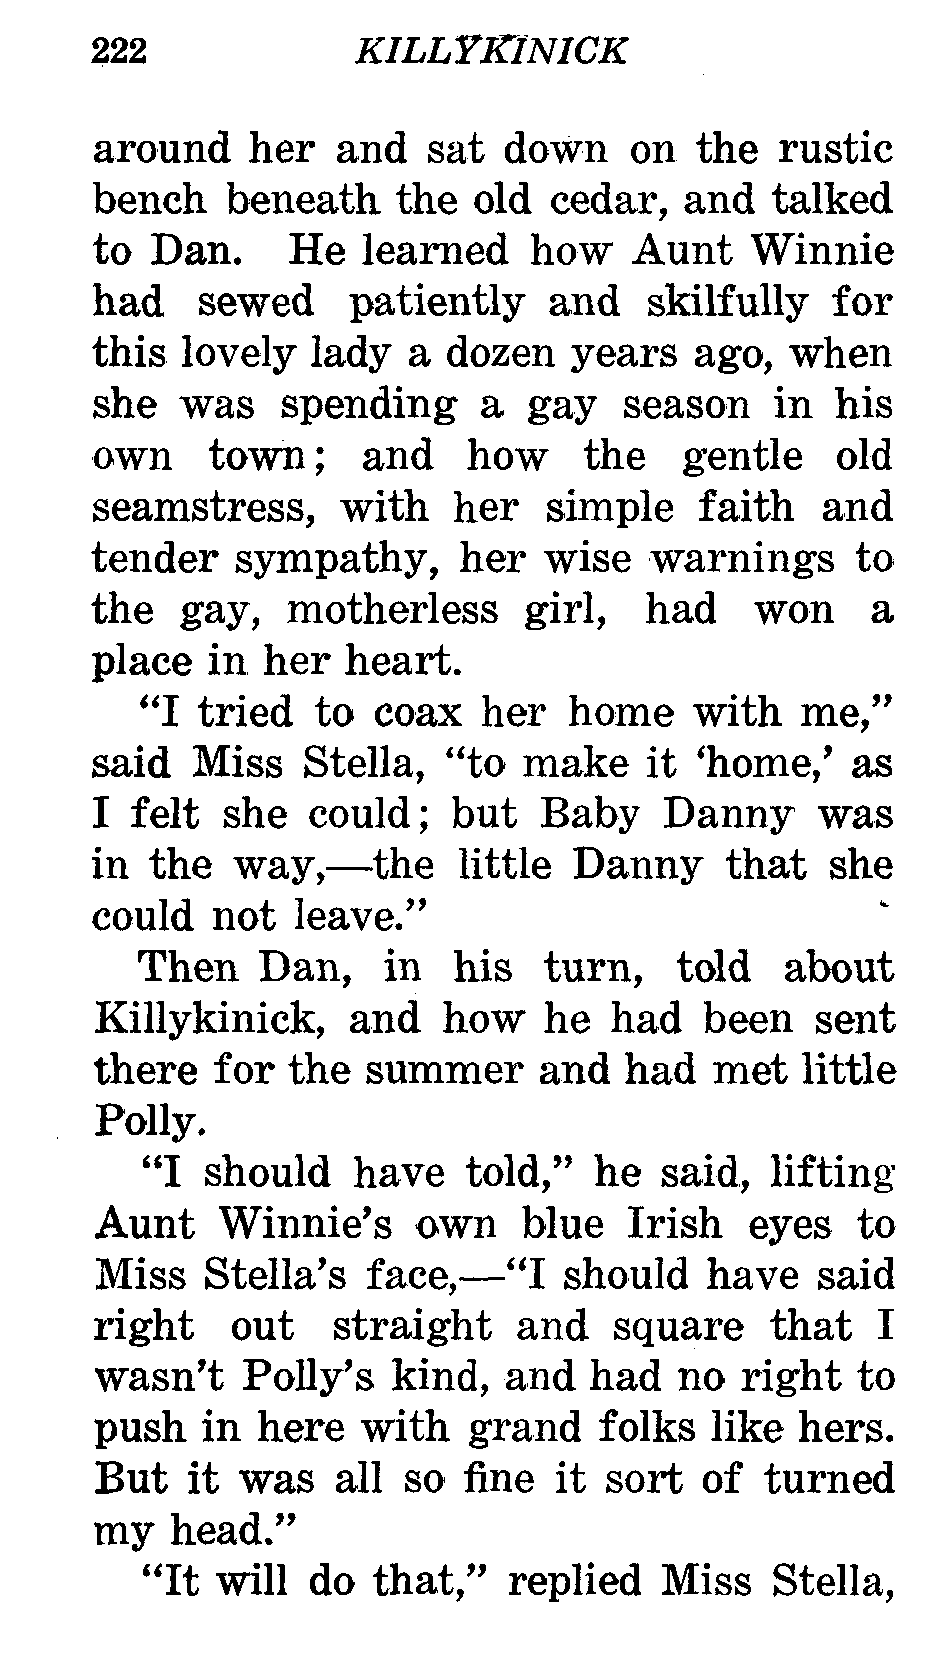 222 KILLYKINICK
around her and sat down on the rustic
bench beneath the old cedar, and talked
to Dan. He learned how Aunt Winnie
had sewed patiently and skilfully for
this lovely lady a dozen years ago, when
she was spending a gay season in his
own town; and how the gentle old
seamstress, with her simple faith and
tender sympathy, her wise warnings to
the gay, motherless girl, had won a
place in her heart.
“I tried to coax her home with me,”
said Miss Stella, “to make it ‘home,’ as
I felt she could; but Baby Danny was
in the way,—the little Danny that she
could not leave.”
Then Dan, in his turn, told about
Killykinick, and how he had been sent
there for the summer and had met little
Polly.
“I should have told,” he said, lifting
Aunt Winnie’s own blue Irish eyes to
Miss Stella’s face,—“I should have said
right out straight and square that I
wasn’t Polly’s kind, and had no right to
push in here with grand folks like hers.
But it was all so fine it sort of turned
my head.”
“It will do that,” replied Miss Stella,